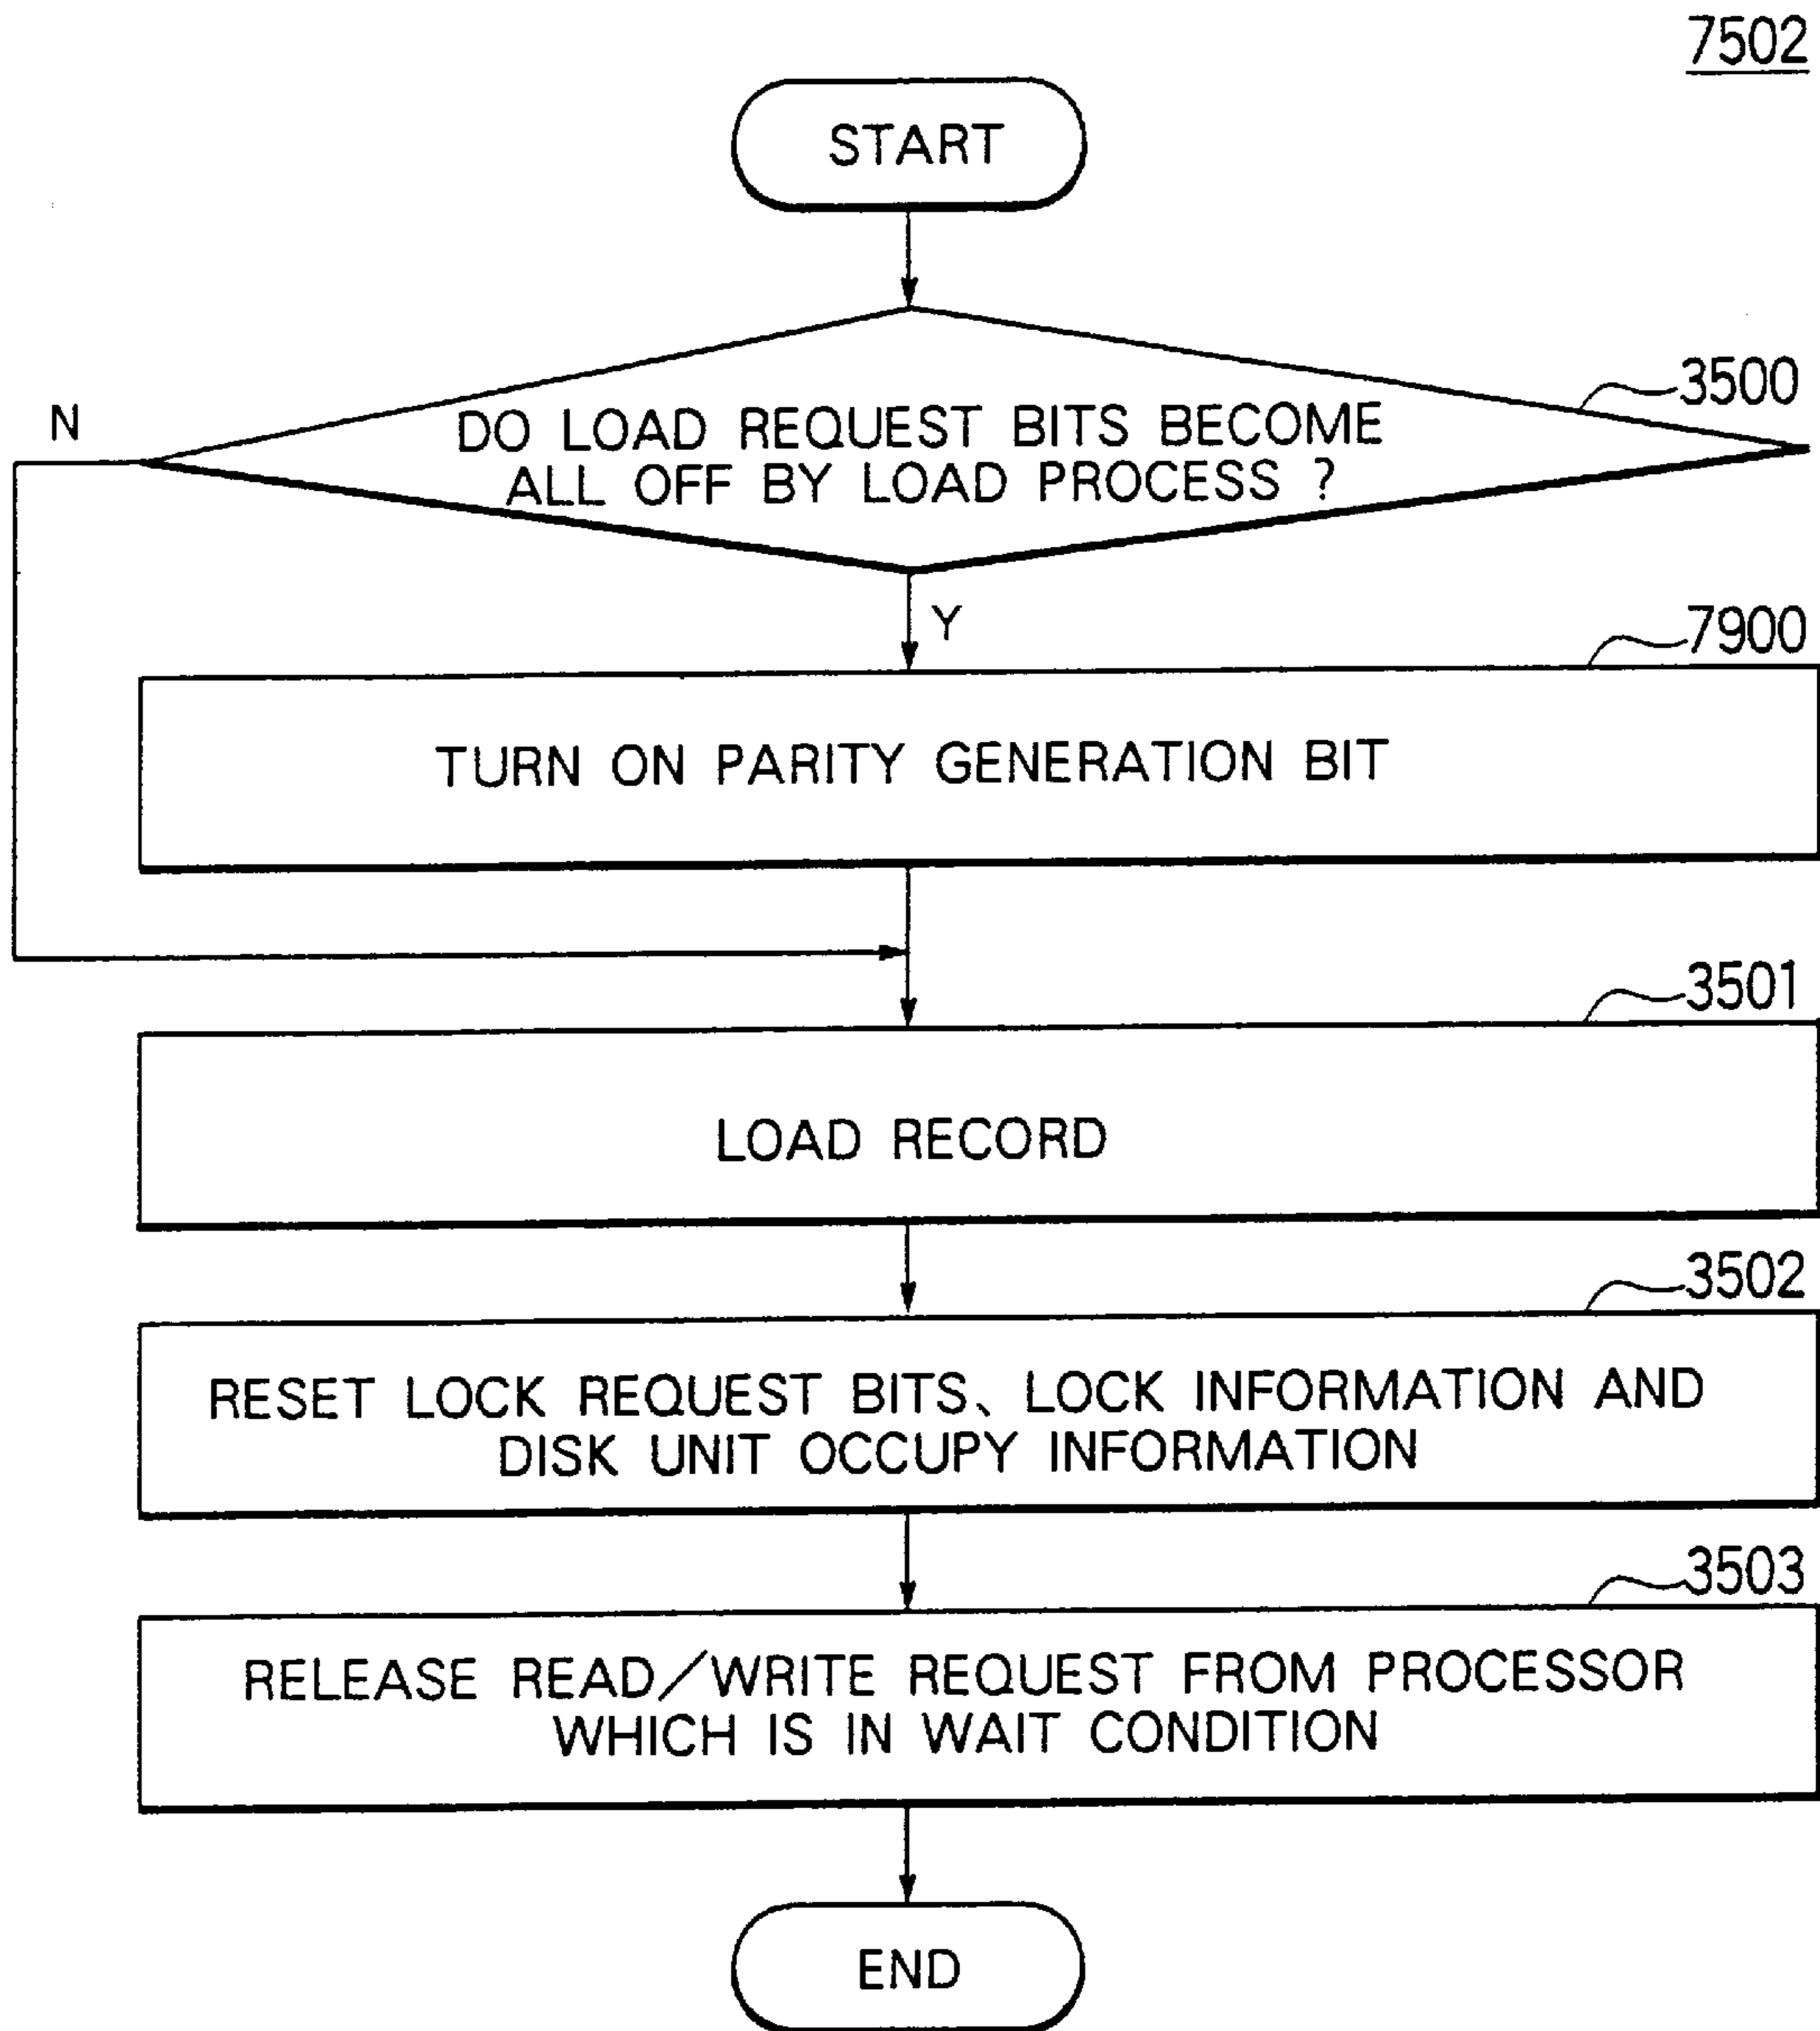 7502
START
3500
N
DO LOAD REQUEST BITS BECOME
ALL OFF BY LOAD PROCESS ?
Y
7900
TURN ON PARITY GENERATION BIT
3501
LOAD RECORD
3502
RESET LOCK REQUEST BITS、LOCK INFORMATION AND
DISK UNIT OCCUPY INFORMATION
3503
RELEASE READ/WRITE REQUEST FROM PROCESSOR
WHICH IS IN WAIT CONDITION
END